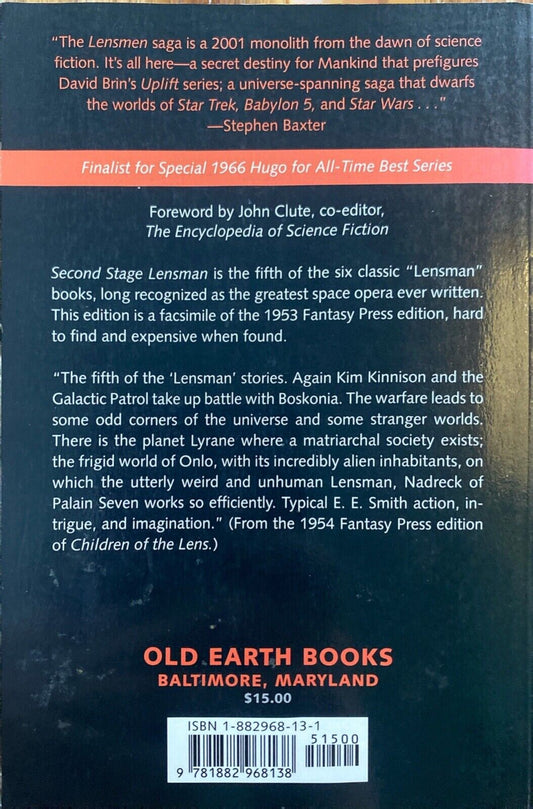 “The Lensmen saga is a 2001 monolith from the dawn of science
fiction. It’s all here—a secret destiny for Mankind that prefigures
David Brin’s Uplift series; a universe-spanning saga that dwarfs
the worlds of Star Trek, Babylon 5, and Star Wars . . .”
—Stephen Baxter
Finalist for Special 1966 Hugo for All-Time Best Series
Foreword by John Clute, co-editor,
The Encyclopedia of Science Fiction
Second Stage Lensman is the fifth of the six classic “Lensman”
books, long recognized as the greatest space opera ever written.
This edition is a facsimile of the 1953 Fantasy Press edition, hard
to find and expensive when found.
“The fifth of the ‘Lensman’ stories. Again Kim Kinnison and the
Galactic Patrol take up battle with Boskonia. The warfare leads to
some odd corners of the universe and some stranger worlds.
There is the planet Lyrane where a matriarchal society exists;
the frigid world of Onlo, with its incredibly alien inhabitants, on
which the utterly weird and unhuman Lensman, Nadreck of
Palain Seven works so efficiently. Typical E. E. Smith action, in-
trigue, and imagination.” (From the 1954 Fantasy Press edition
of Children of the Lens.)
OLD EARTH BOOKS
BALTIMORE, MARYLAND
$15.00
ISBN 1-882968-13-1
51500
9 781882 968138